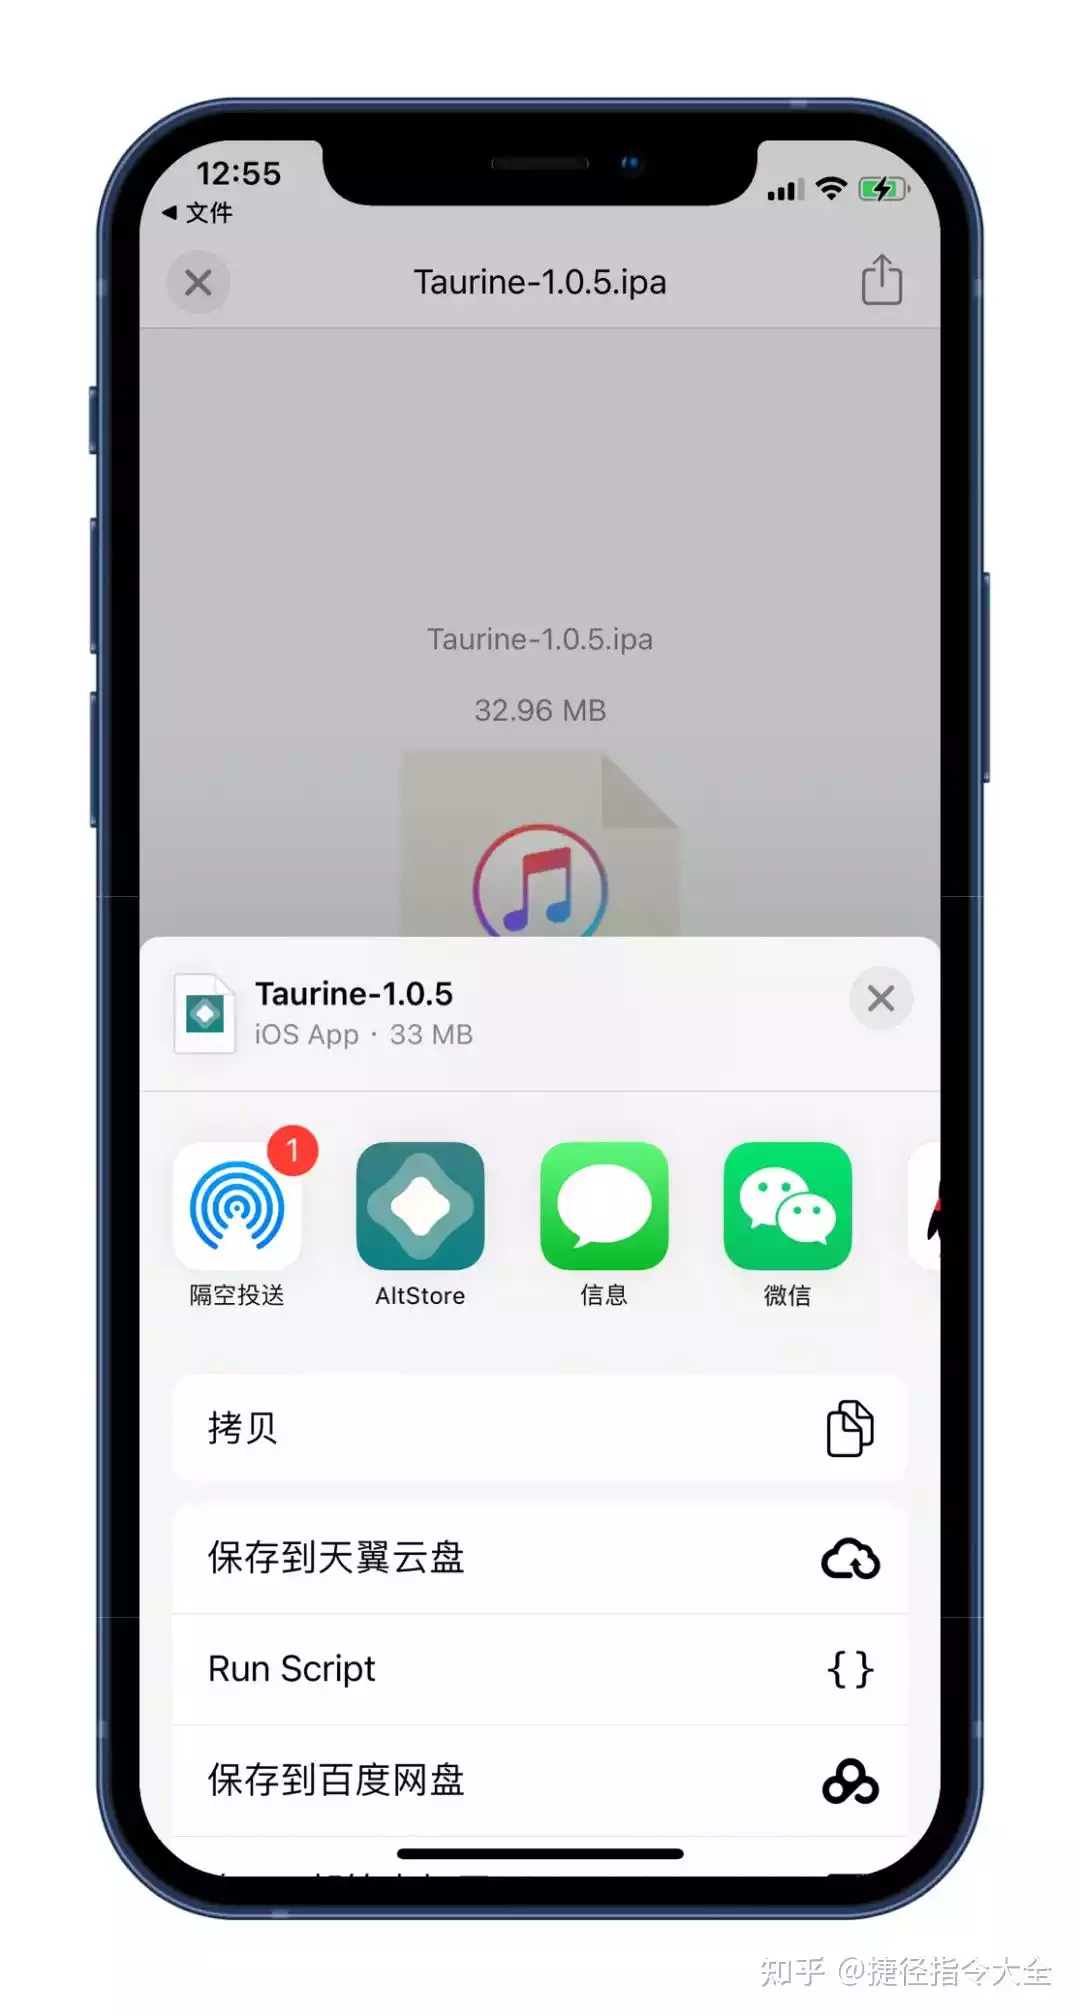 12:55
◀ 文件
Taurine-1.0.5.ipa
Taurine-1.0.5.ipa
32.96 MB
Taurine-1.0.5
iOS App · 33 MB
1
隔空投送
AltStore
信息
微信
拷贝
保存到天翼云盘
Run Script
{ }
保存到百度网盘
知乎 @捷径指令大全